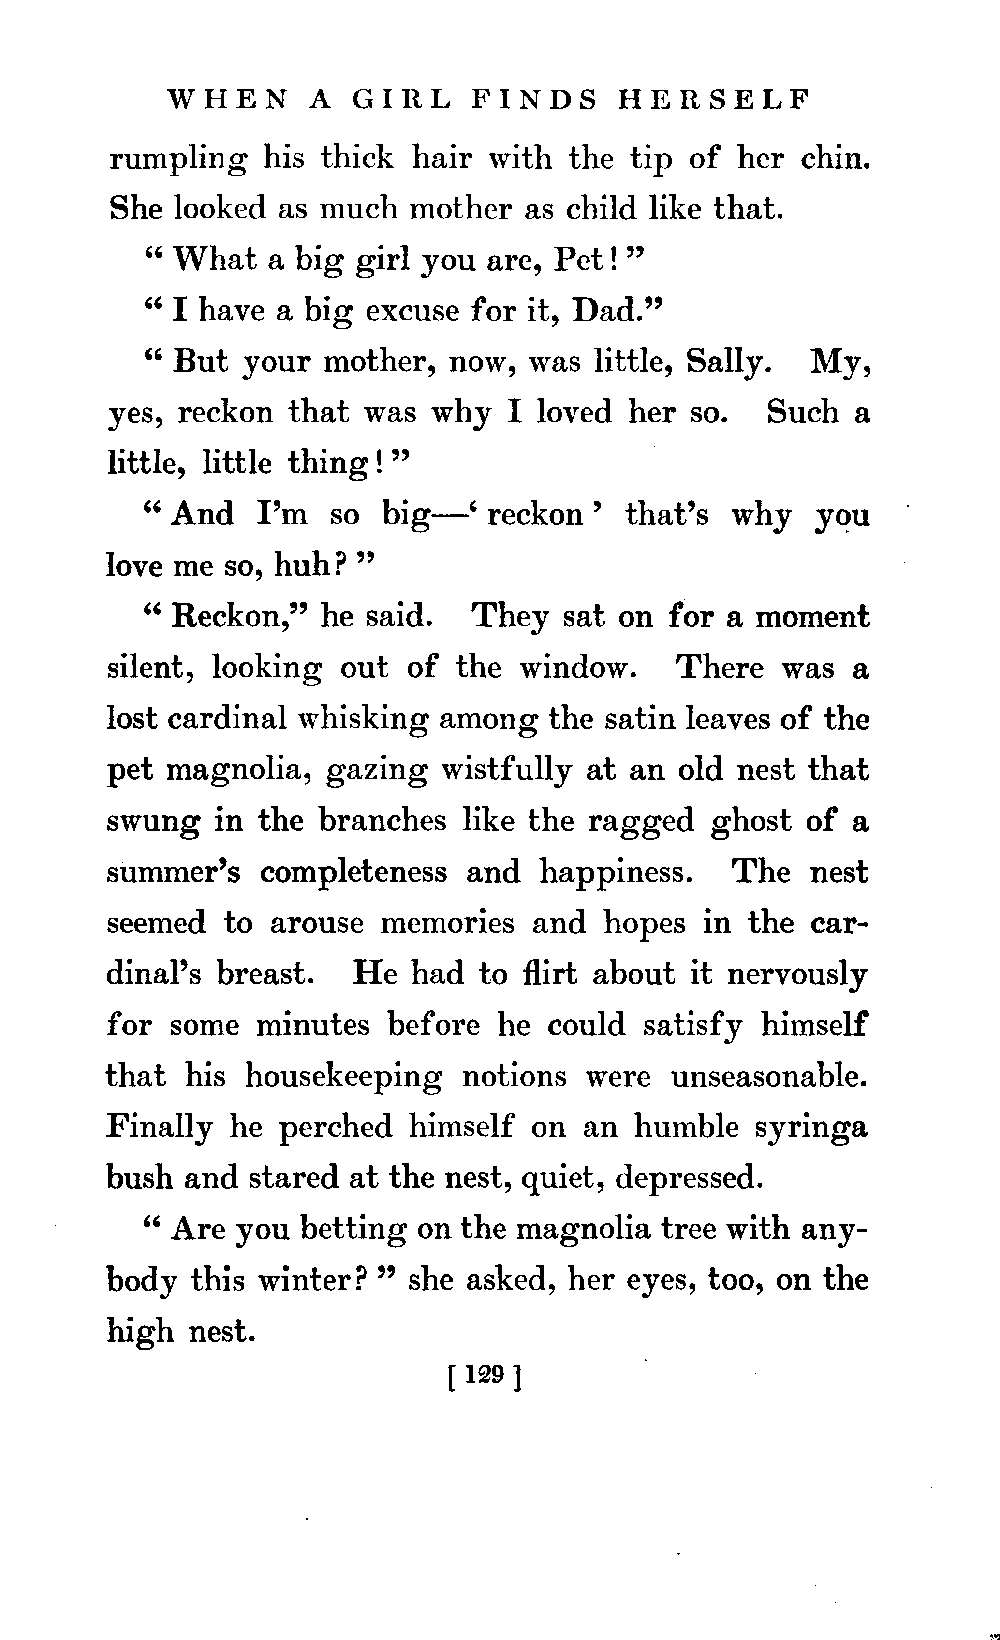 WHEN A GIRL FINDS HERSELF
rumpling his thick hair with the tip of her chin.
She looked as much mother as child like that.
“ What a big girl you are, Pet! ”
“ I have a big excuse for it, Dad.”
“ But your mother, now, was little, Sally. My,
yes, reckon that was why I loved her so. Such a
little, little thing! ”
“ And I’m so big—‘ reckon ’ that’s why you
love me so, huh? ”
“ Reckon,” he said. They sat on for a moment
silent, looking out of the window. There was a
lost cardinal whisking among the satin leaves of the
pet magnolia, gazing wistfully at an old nest that
swung in the branches like the ragged ghost of a
summer’s completeness and happiness. The nest
seemed to arouse memories and hopes in the car-
dinal’s breast. He had to flirt about it nervously
for some minutes before he could satisfy himself
that his housekeeping notions were unseasonable.
Finally he perched himself on an humble syringa
bush and stared at the nest, quiet, depressed.
“ Are you betting on the magnolia tree with any-
body this winter? ” she asked, her eyes, too, on the
high nest.
[ 129 ]